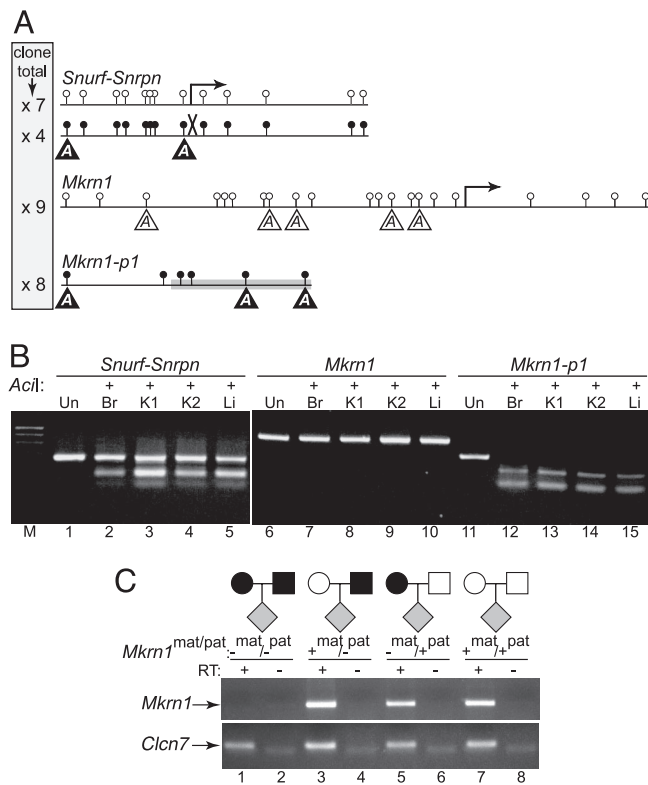 A
clone
total
Snurf-Snrpn
x 7
x 4
A A
Mkrn1
x 9
A A A A A
Mkrn1-p1
x 8
A A A
B
Snurf-Snrpn Mkrn1 Mkrn1-p1
AciI: + + + + + + + + + + + +
Un Br K1 K2 Li Un Br K1 K2 Li Un Br K1 K2 Li
M 1 2 3 4 5 6 7 8 9 10 11 12 13 14 15
C
Mkrn1 mat/pat: -mat/-pat +mat/-pat -mat/+pat +mat/+pat
RT: + - + - + - + -
Mkrn1
Clcn7
1 2 3 4 5 6 7 8